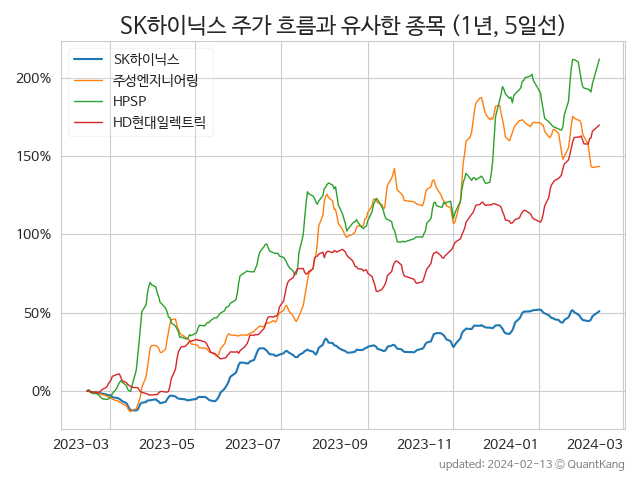 SK하이닉스 주가 흐름과 유사한 종목 (1년, 5일선)
SK하이닉스
주성엔지니어링
HPSP
HD현대일렉트릭
200%
150%
100%
50%
0%
2023-03 2023-05 2023-07 2023-09 2023-11 2024-01 2024-03
updated: 2024-02-13 © QuantKang